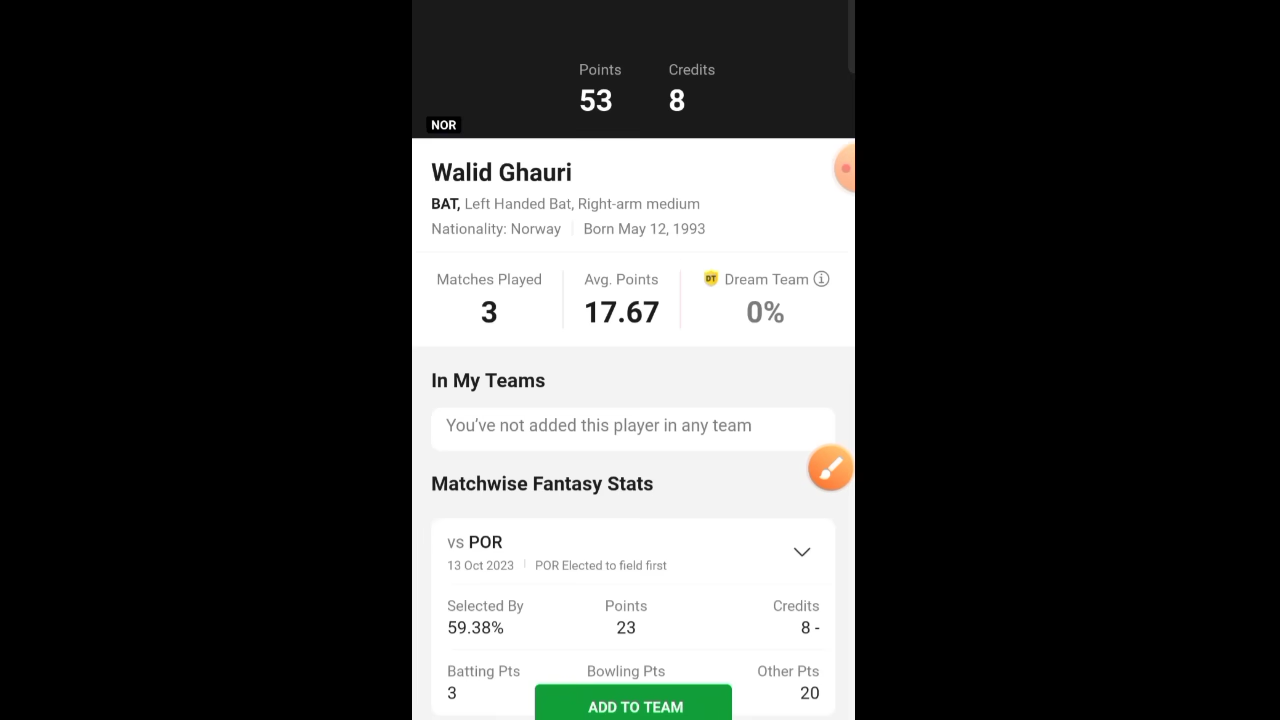 Points Credits
53 8
NOR
Walid Ghauri
BAT, Left Handed Bat, Right-arm medium
Nationality: Norway Born May 12, 1993
Matches Played Avg. Points DT Dream Team i
3 17.67 0%
In My Teams
You've not added this player in any team
Matchwise Fantasy Stats
vs POR
13 Oct 2023 POR Elected to field first
Selected By Points Credits
59.38% 23 8 -
Batting Pts Bowling Pts Other Pts
3 20
ADD TO TEAM